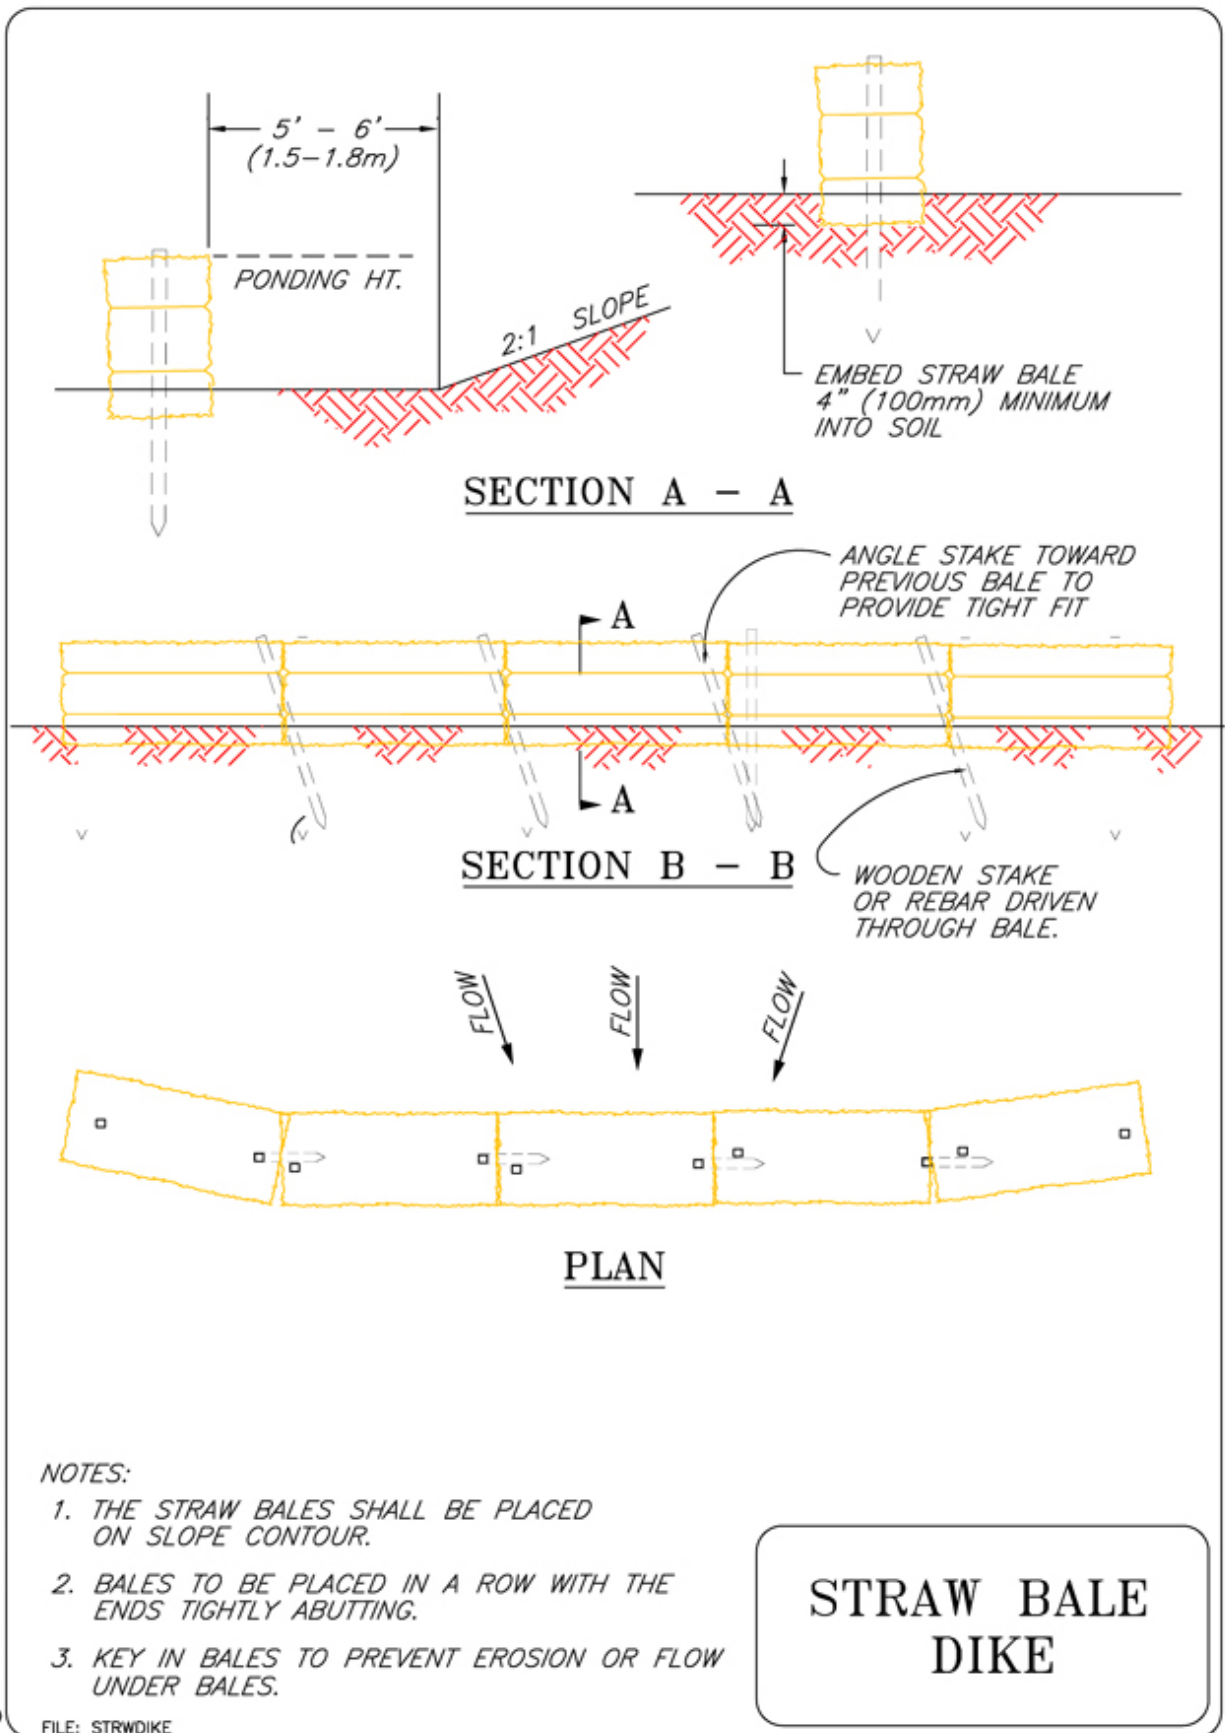 5' - 6'
(1.5-1.8m)
PONDING HT.
2:1 SLOPE
EMBED STRAW BALE
4" (100mm) MINIMUM
INTO SOIL
SECTION A - A
ANGLE STAKE TOWARD
PREVIOUS BALE TO
PROVIDE TIGHT FIT
A
A
SECTION B - B
WOODEN STAKE
OR REBAR DRIVEN
THROUGH BALE.
FLOW
FLOW
FLOW
PLAN
NOTES:
1. THE STRAW BALES SHALL BE PLACED
ON SLOPE CONTOUR.
2. BALES TO BE PLACED IN A ROW WITH THE
ENDS TIGHTLY ABUTTING.
3. KEY IN BALES TO PREVENT EROSION OR FLOW
UNDER BALES.
STRAW BALE
DIKE
FILE: STRWDIKE